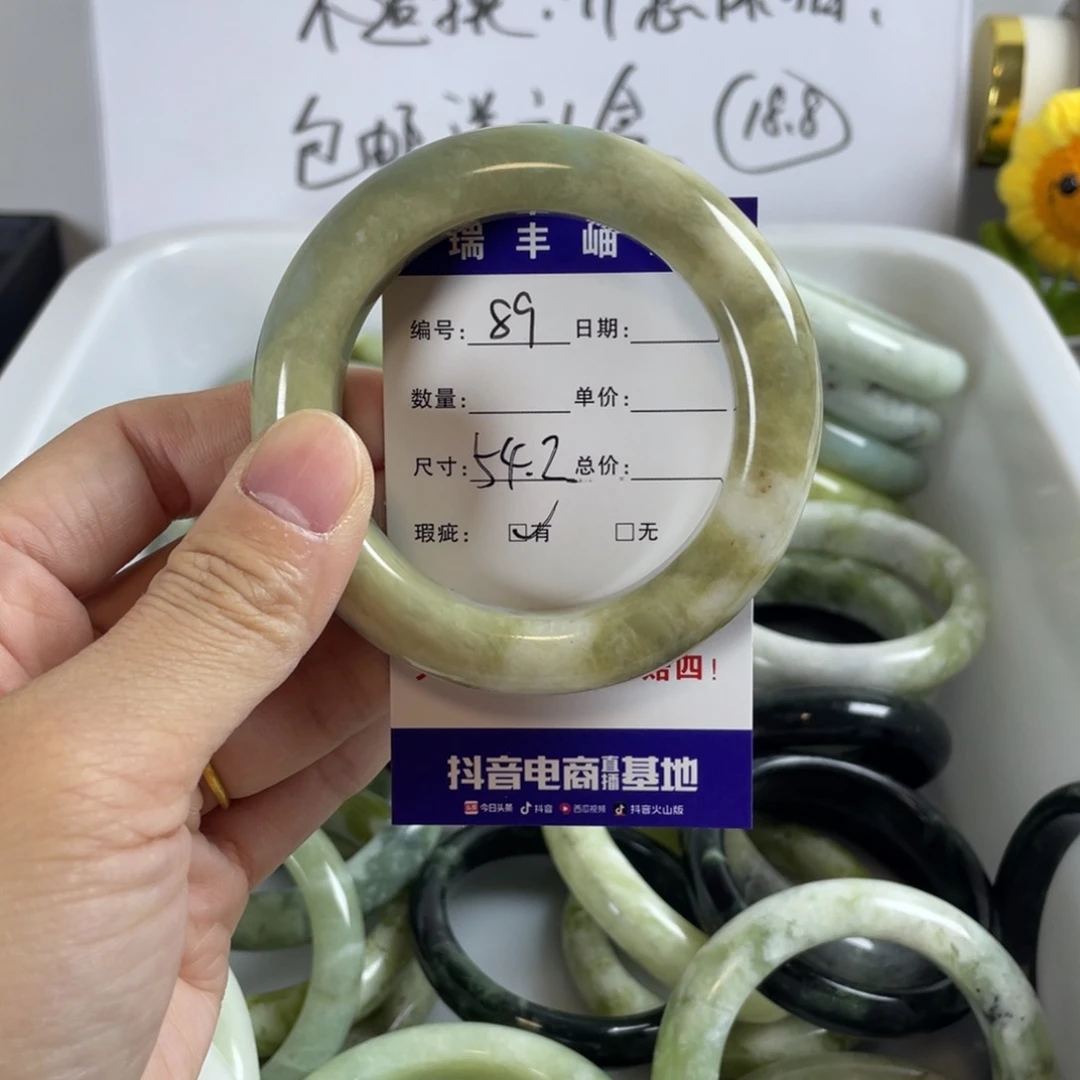 包邮送礼盒 18.8
瑞丰岫
编号: 89 日期:
数量: 单价:
尺寸: 54.2 总价:
瑕疵: 有 无
四!
抖音电商直播基地
今日头条 抖音 西瓜视频 抖音火山版